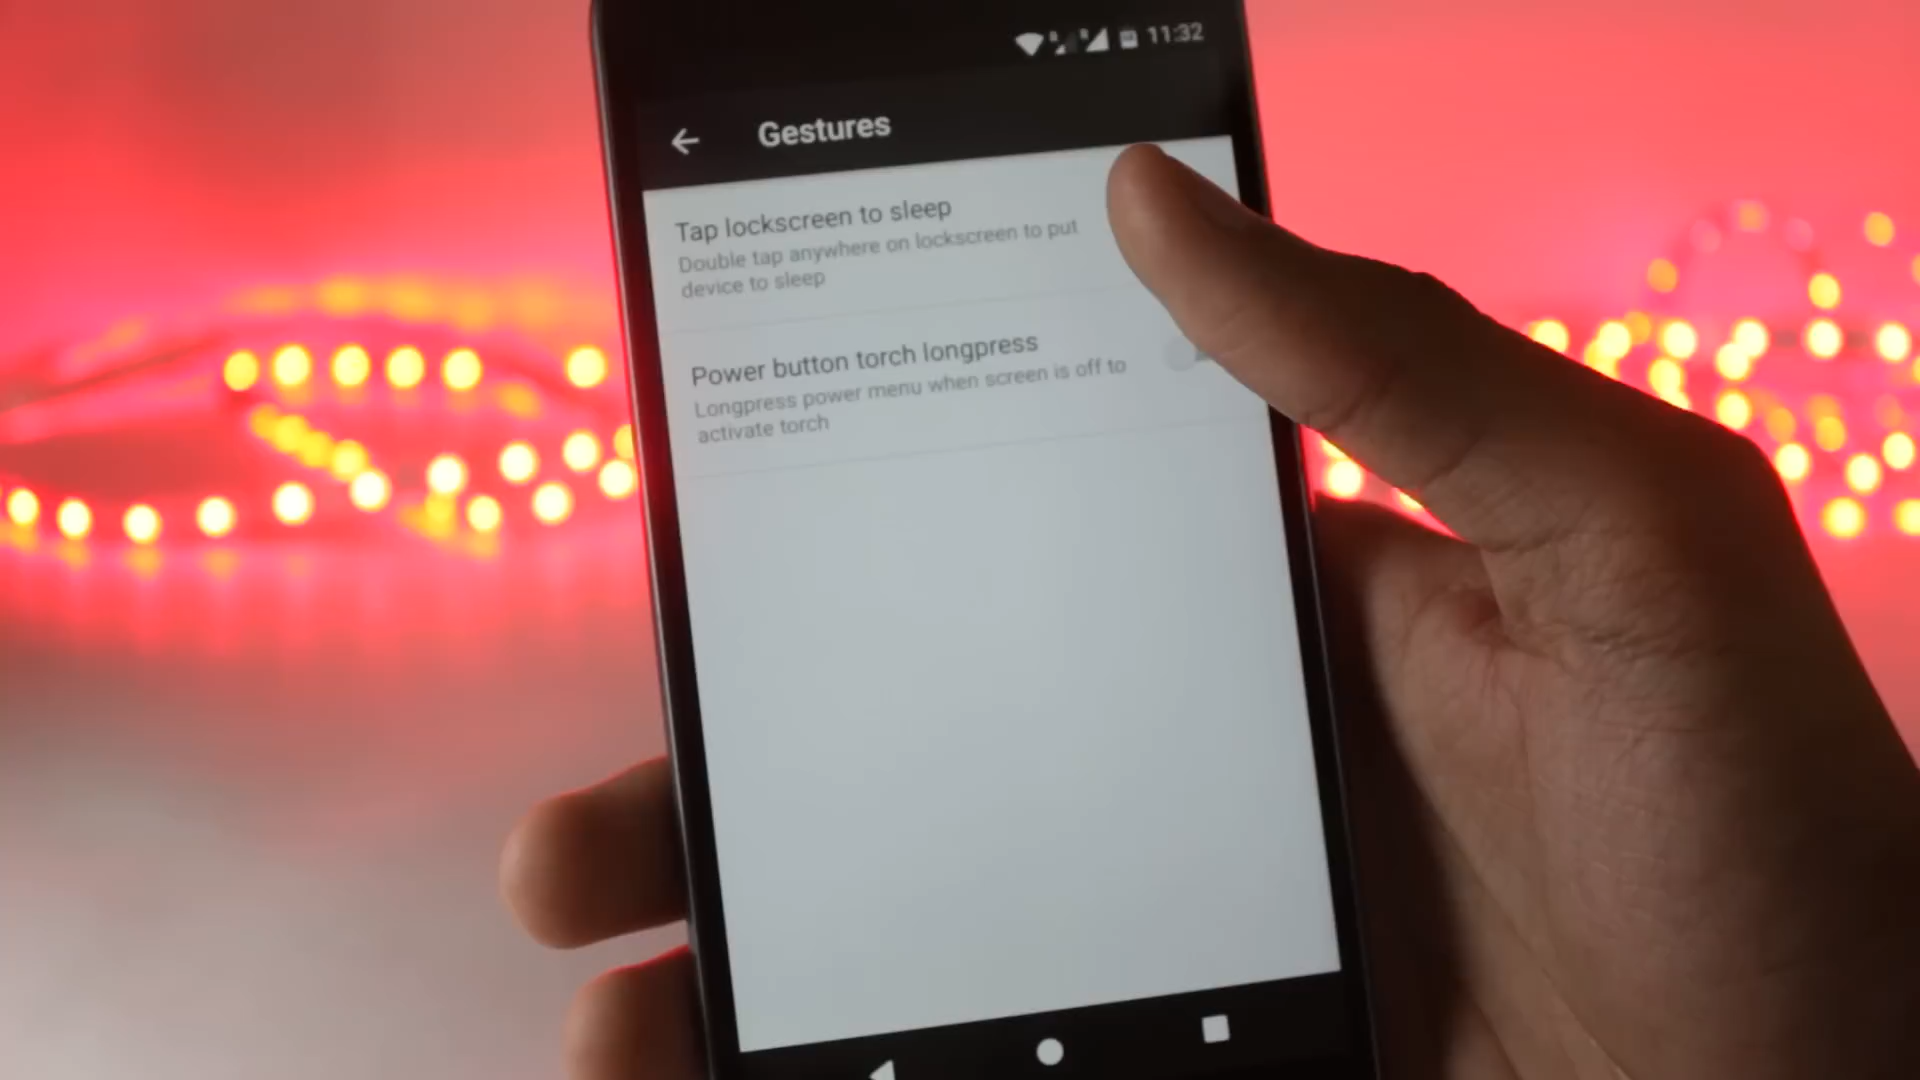 11:32
Gestures
Tap lockscreen to sleep
Double tap anywhere on lockscreen to put
device to sleep
Power button torch longpress
Longpress power menu when screen is off to
activate torch